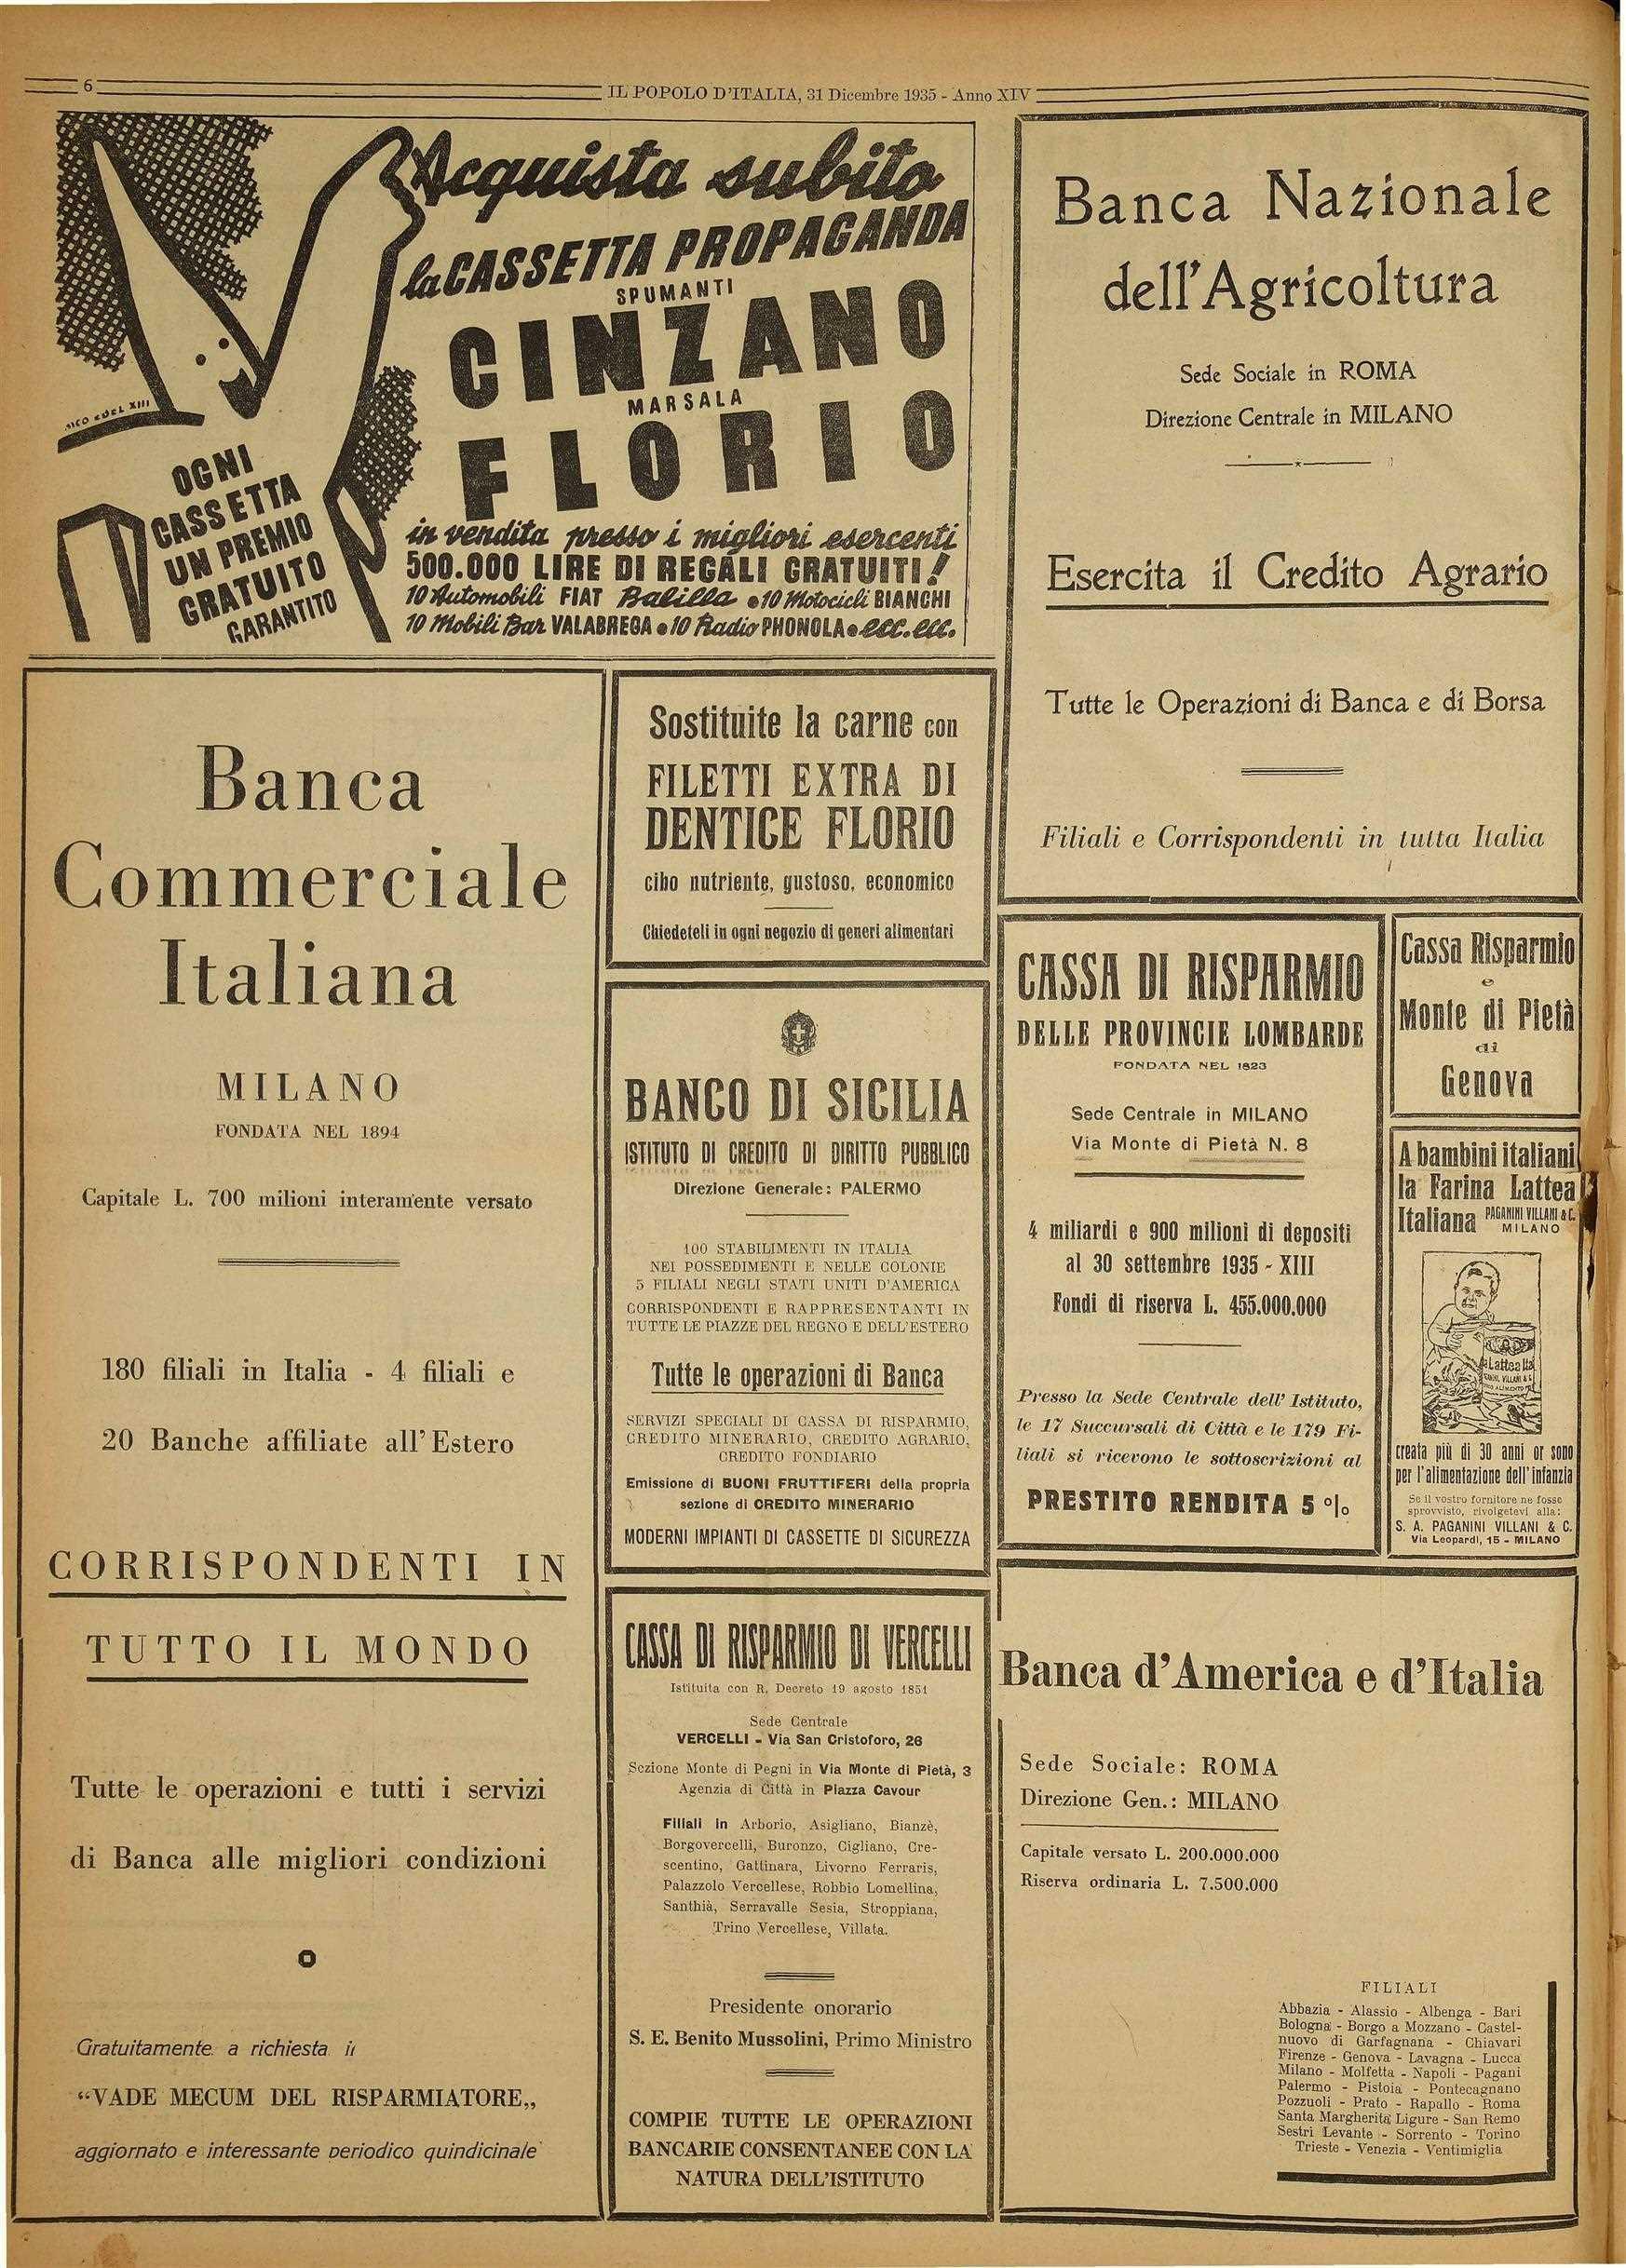 6
IL POPOLO D'ITALIA, 31 Dicembre 1935 - Anno XIV
Acquista subito
la CASSETTA PROPAGANDA
SPUMANTI
CINZANO
MARSALA
FLORIO
in vendita presso i migliori esercenti
500.000 LIRE DI REGALI GRATUITI!
10 Automobili FIAT Balilla • 10 Motocicli BIANCHI
10 Mobili Bar VALABREGA • 10 Radio PHONOLA • ecc. ecc.
OGNI
CASSETTA
UN PREMIO
GRATUITO
GARANTITO
Banca
Commerciale
Italiana
MILANO
FONDATA NEL 1894
Capitale L. 700 milioni interamente versato
180 filiali in Italia - 4 filiali e
20 Banche affiliate all'Estero
CORRISPONDENTI IN
TUTTO IL MONDO
Tutte le operazioni e tutti i servizi
di Banca alle migliori condizioni
Gratuitamente a richiesta
“VADE MECUM DEL RISPARMIATORE„
aggiornato e interessante periodico quindicinale
Sostituite la carne con
FILETTI EXTRA DI
DENTICE FLORIO
cibo nutriente, gustoso, economico
Chiedeteli in ogni negozio di generi alimentari
BANCO DI SICILIA
ISTITUTO DI CREDITO DI DIRITTO PUBBLICO
Direzione Generale: PALERMO
100 STABILIMENTI IN ITALIA
NEI POSSEDIMENTI E NELLE COLONIE
5 FILIALI NEGLI STATI UNITI D'AMERICA
CORRISPONDENTI E RAPPRESENTANTI IN
TUTTE LE PIAZZE DEL REGNO E DELL'ESTERO
Tutte le operazioni di Banca
SERVIZI SPECIALI DI CASSA DI RISPARMIO,
CREDITO MINERARIO, CREDITO AGRARIO,
CREDITO FONDIARIO
Emissione di BUONI FRUTTIFERI della propria
sezione di CREDITO MINERARIO
MODERNI IMPIANTI DI CASSETTE DI SICUREZZA
CASSA DI RISPARMIO DI VERCELLI
Istituita con R. Decreto 19 agosto 1851
Sede Centrale
VERCELLI - Via San Cristoforo, 26
Sezione Monte di Pegni in Via Monte di Pietà, 3
Agenzia di Città in Piazza Cavour
Filiali in Arborio, Asigliano, Bianzè,
Borgovercelli, Buronzo, Cigliano, Cre-
scentino, Gattinara, Livorno Ferraris,
Palazzolo Vercellese, Robbio Lomellina,
Santhià, Serravalle Sesia, Stroppiana,
Trino Vercellese, Villata.
Presidente onorario
S. E. Benito Mussolini, Primo Ministro
COMPIE TUTTE LE OPERAZIONI
BANCARIE CONSENTANEE CON LA
NATURA DELL'ISTITUTO
Banca Nazionale
dell'Agricoltura
Sede Sociale in ROMA
Direzione Centrale in MILANO
Esercita il Credito Agrario
Tutte le Operazioni di Banca e di Borsa
Filiali e Corrispondenti in tutta Italia
CASSA DI RISPARMIO
DELLE PROVINCIE LOMBARDE
FONDATA NEL 1823
Sede Centrale in MILANO
Via Monte di Pietà N. 8
4 miliardi e 900 milioni di depositi
al 30 settembre 1935 - XIII
Fondi di riserva L. 455.000.000
Presso la Sede Centrale dell'Istituto,
le 17 Succursali di Città e le 179 Fi-
liali si ricevono le sottoscrizioni al
PRESTITO RENDITA 5 %
Cassa Risparmio
e
Monte di Pietà
di
Genova
A bambini italiani
la Farina Lattea
Italiana PAGANINI VILLANI & C.
MILANO
Lattea Ita
VILLANI & C
creata più di 30 anni or sono
per l'alimentazione dell'infanzia
Se il vostro fornitore ne fosse
sprovvisto, rivolgetevi alla:
S. A. PAGANINI VILLANI & C.
Via Leopardi, 15 - MILANO
Banca d'America e d'Italia
Sede Sociale: ROMA
Direzione Gen.: MILANO
Capitale versato L. 200.000.000
Riserva ordinaria L. 7.500.000
FILIALI
Abbazia - Alassio - Albenga - Bari
Bologna - Borgo a Mozzano - Castel-
nuovo di Garfagnana - Chiavari
Firenze - Genova - Lavagna - Lucca
Milano - Molfetta - Napoli - Pagani
Palermo - Pistoia - Pontecagnano
Pozzuoli - Prato - Rapallo - Roma
Santa Margherita Ligure - San Remo
Sestri Levante - Sorrento - Torino
Trieste - Venezia - Ventimiglia